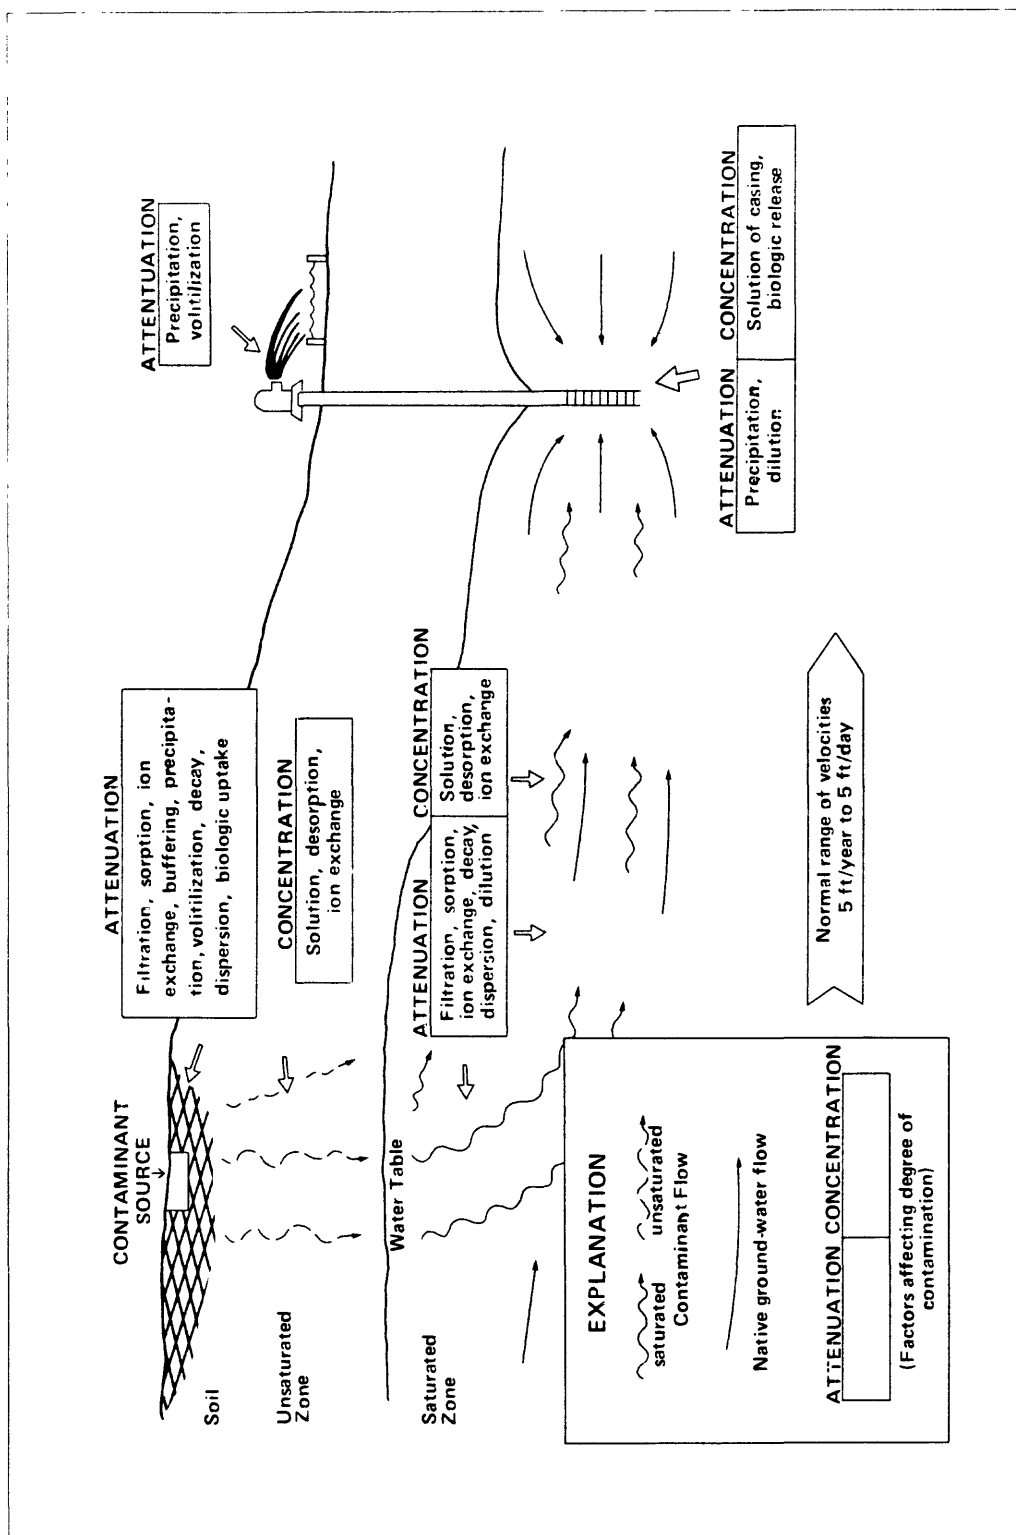 CONTAMINANT
SOURCE
ATTENUATION
Filtration, sorption, ion
exchange, buffering, precipita-
tion, volitilization, decay,
dispersion, biologic uptake
ATTENTUATION
Precipitation,
volitilization
CONCENTRATION
Solution, desorption,
ion exchange
Soil
Unsaturated
Zone
Water Table
Saturated
Zone
ATTENUATION CONCENTRATION
Filtration, sorption,
ion exchange, decay,
dispersion, dilution
Solution,
desorption,
ion exchange
ATTENUATION CONCENTRATION
Precipitation,
dilution
Solution of casing,
biologic release
Normal range of velocities
5 ft/year to 5 ft/day
EXPLANATION
saturated unsaturated
Contaminant Flow
Native ground-water flow
ATTENUATION CONCENTRATION
(Factors affecting degree of
contamination)